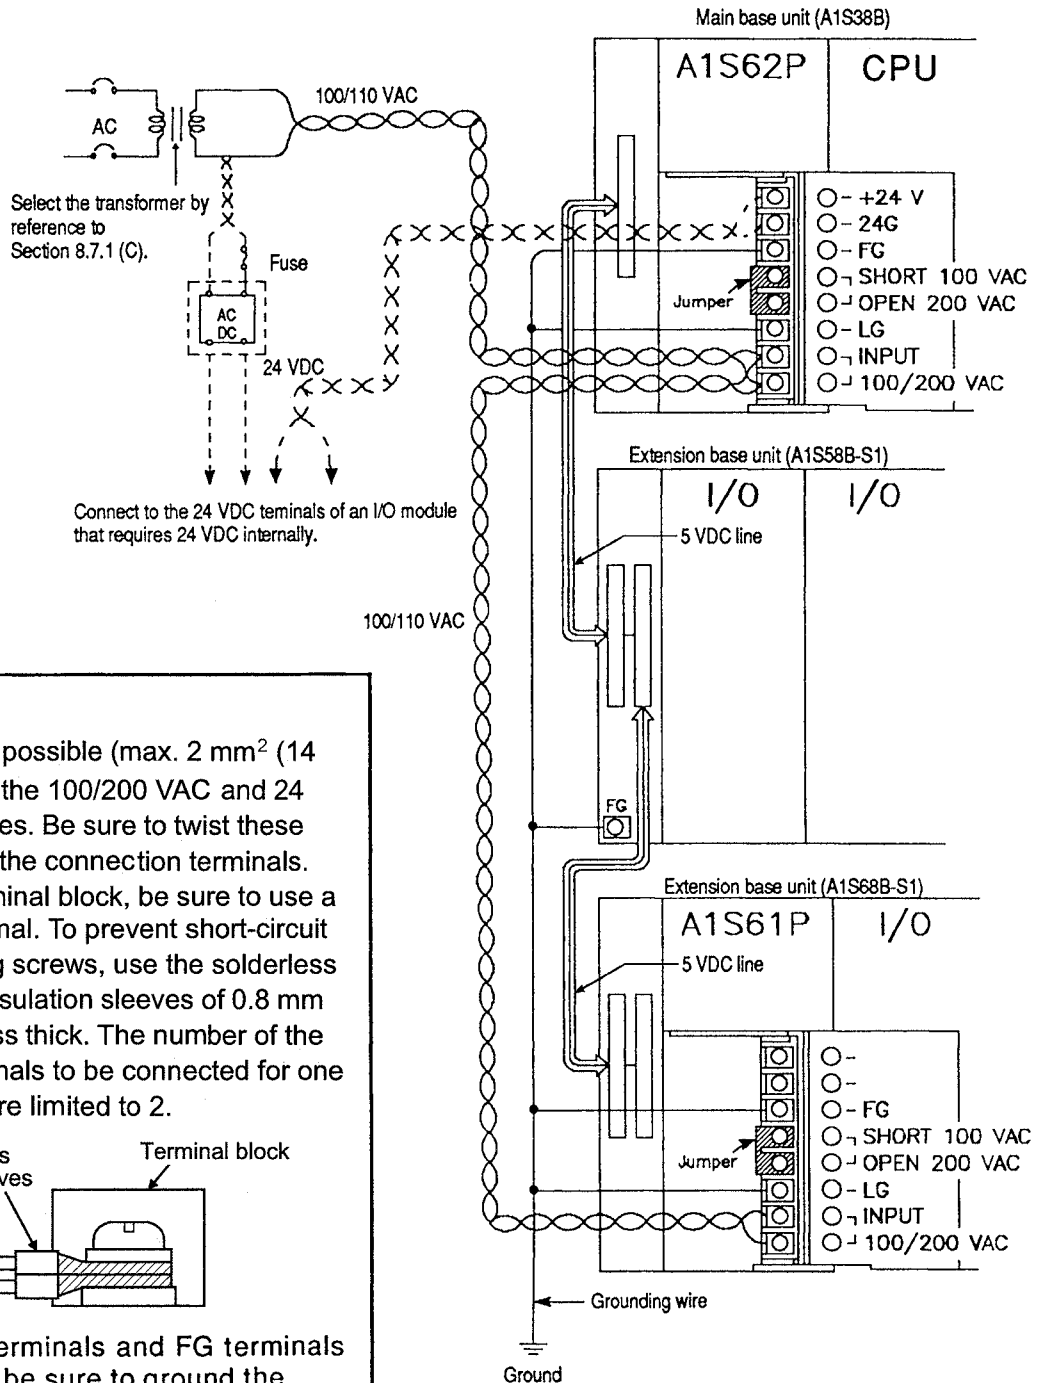 Main base unit (A1S38B)
A1S62P
CPU
100/110 VAC
AC
Select the transformer by
reference to
Section 8.7.1 (C).
Fuse
AC
DC
24 VDC
Connect to the 24 VDC teminals of an I/O module
that requires 24 VDC internally.
+24 V
24G
FG
SHORT 100 VAC
OPEN 200 VAC
LG
INPUT
100/200 VAC
Jumper
Extension base unit (A1S58B-S1)
I/O
I/O
5 VDC line
100/110 VAC
FG
Extension base unit (A1S68B-S1)
A1S61P
I/O
5 VDC line
FG
SHORT 100 VAC
OPEN 200 VAC
LG
INPUT
100/200 VAC
Jumper
Grounding wire
Ground
possible (max. 2 mm² (14
the 100/200 VAC and 24
es. Be sure to twist these
the connection terminals.
minal block, be sure to use a
nal. To prevent short-circuit
g screws, use the solderless
sulation sleeves of 0.8 mm
ss thick. The number of the
nals to be connected for one
re limited to 2.
s
ves
Terminal block
erminals and FG terminals
be sure to ground the